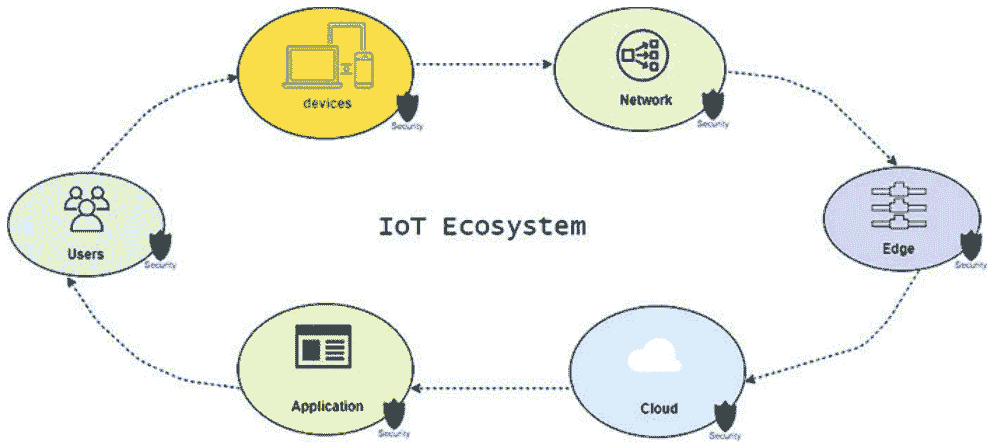 devices
Security
Network
Security
Users
Security
IoT Ecosystem
Edge
Security
Application
Security
Cloud
Security